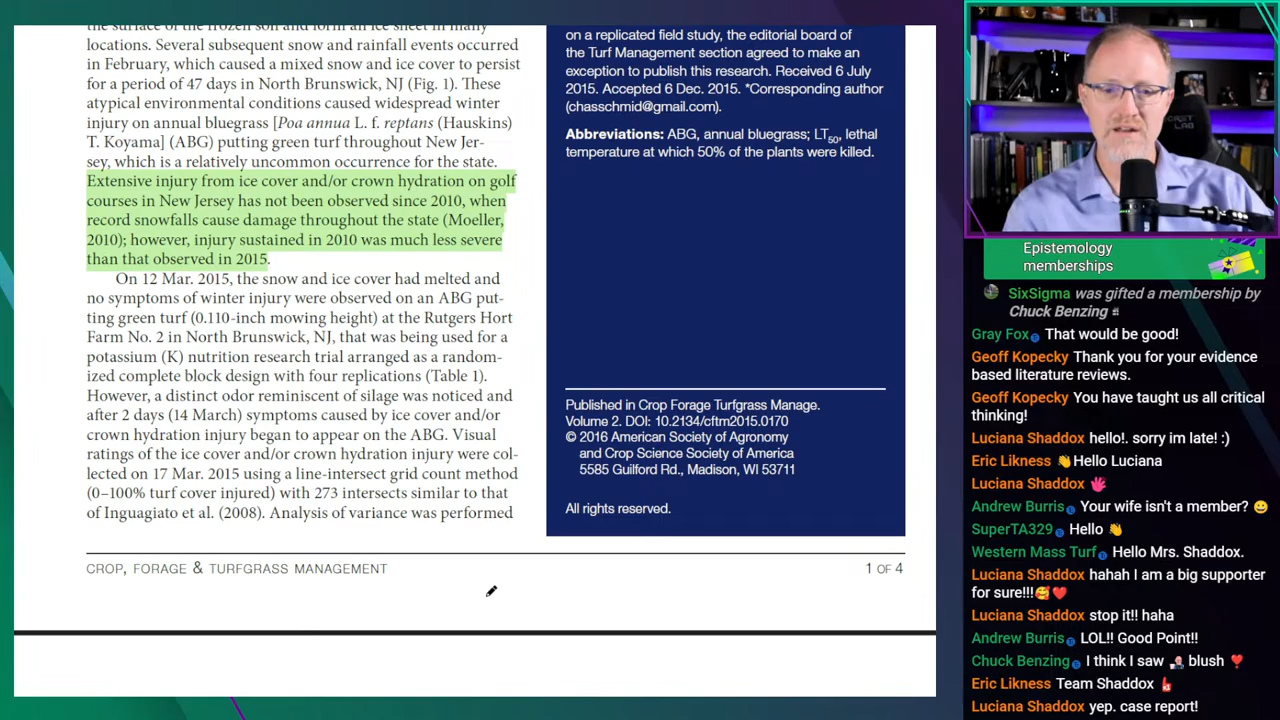 the surface of the frozen soil and form an ice sheet in many
locations. Several subsequent snow and rainfall events occurred
in February, which caused a mixed snow and ice cover to persist
for a period of 47 days in North Brunswick, NJ (Fig. 1). These
atypical environmental conditions caused widespread winter
injury on annual bluegrass [Poa annua L. f. reptans (Hauskins)
T. Koyama] (ABG) putting green turf throughout New Jer-
sey, which is a relatively uncommon occurrence for the state.
Extensive injury from ice cover and/or crown hydration on golf
courses in New Jersey has not been observed since 2010, when
record snowfalls cause damage throughout the state (Moeller,
2010); however, injury sustained in 2010 was much less severe
than that observed in 2015.
On 12 Mar. 2015, the snow and ice cover had melted and
no symptoms of winter injury were observed on an ABG put-
ting green turf (0.110-inch mowing height) at the Rutgers Hort
Farm No. 2 in North Brunswick, NJ, that was being used for a
potassium (K) nutrition research trial arranged as a random-
ized complete block design with four replications (Table 1).
However, a distinct odor reminiscent of silage was noticed and
after 2 days (14 March) symptoms caused by ice cover and/or
crown hydration injury began to appear on the ABG. Visual
ratings of the ice cover and/or crown hydration injury were col-
lected on 17 Mar. 2015 using a line-intersect grid count method
(0–100% turf cover injured) with 273 intersects similar to that
of Inguagiato et al. (2008). Analysis of variance was performed
on a replicated field study, the editorial board of
the Turf Management section agreed to make an
exception to publish this research. Received 6 July
2015. Accepted 6 Dec. 2015. *Corresponding author
(chasschmid@gmail.com).
Abbreviations: ABG, annual bluegrass; LT50, lethal
temperature at which 50% of the plants were killed.
Published in Crop Forage Turfgrass Manage.
Volume 2. DOI: 10.2134/cftm2015.0170
© 2016 American Society of Agronomy
and Crop Science Society of America
5585 Guilford Rd., Madison, WI 53711
All rights reserved.
CROP, FORAGE & TURFGRASS MANAGEMENT
1 OF 4
Epistemology
memberships
SixSigma was gifted a membership by
Chuck Benzing
Gray Fox That would be good!
Geoff Kopecky Thank you for your evidence
based literature reviews.
Geoff Kopecky You have taught us all critical
thinking!
Luciana Shaddox hello!. sorry im late! :)
Eric Likness 👋Hello Luciana
Luciana Shaddox 👋
Andrew Burris Your wife isn't a member? 😀
SuperTA329 Hello 👋
Western Mass Turf Hello Mrs. Shaddox.
Luciana Shaddox hahah I am a big supporter
for sure!!!🥰❤️
Luciana Shaddox stop it!! haha
Andrew Burris LOL!! Good Point!!
Chuck Benzing I think I saw blush ❣️
Eric Likness Team Shaddox
Luciana Shaddox yep. case report!